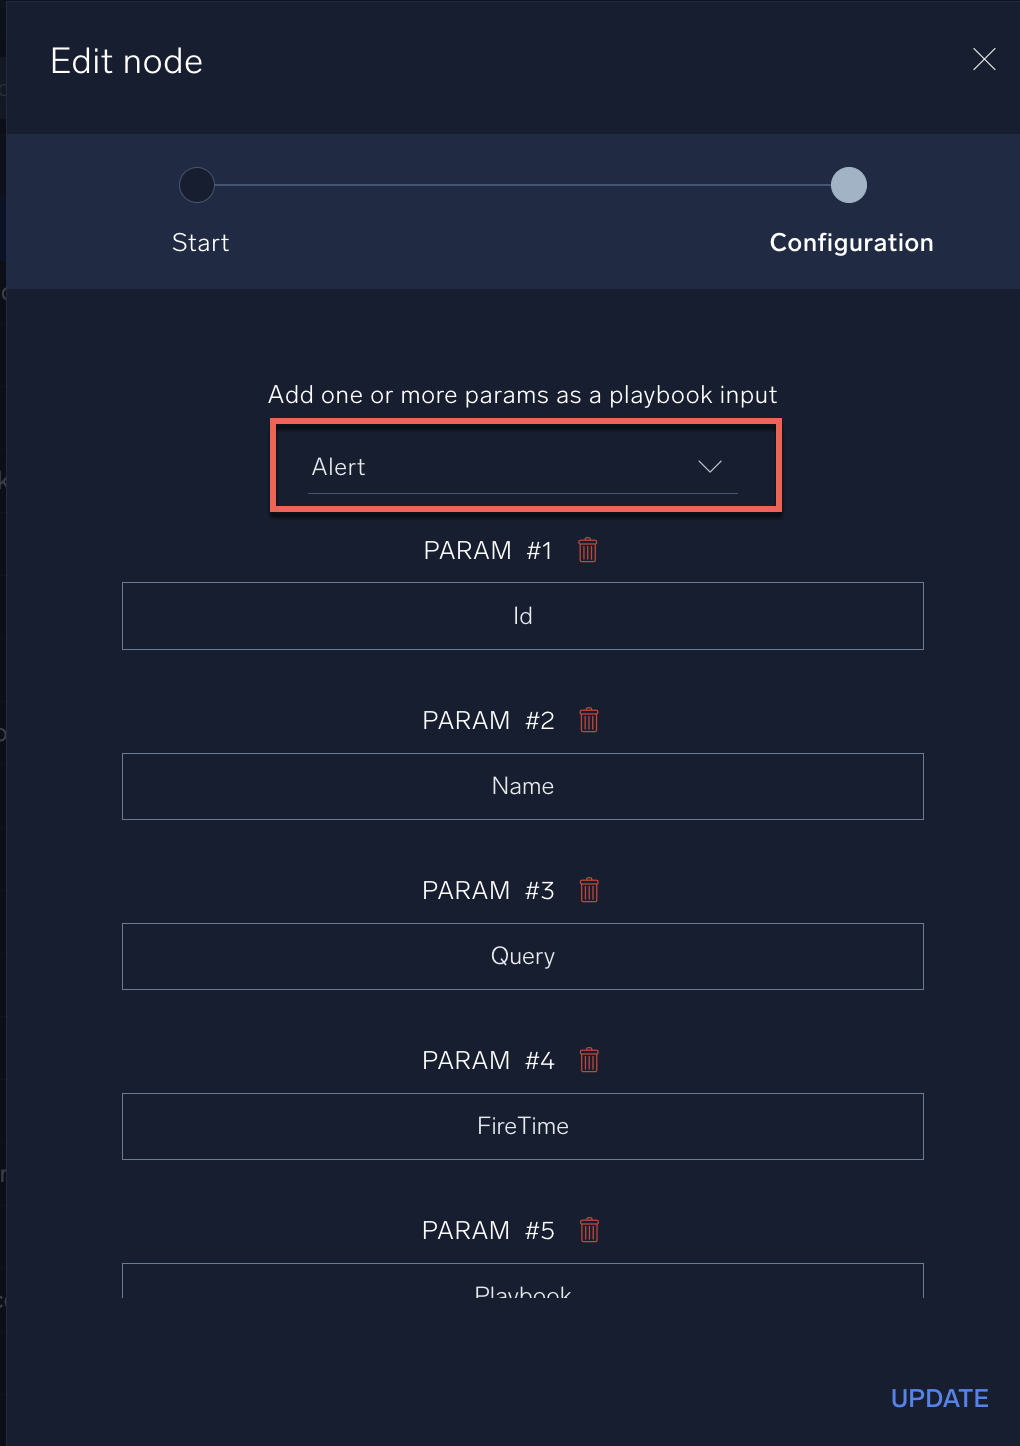 Edit node
Start
Configuration
Add one or more params as a playbook input
Alert
PARAM #1
Id
PARAM #2
Name
PARAM #3
Query
PARAM #4
FireTime
PARAM #5
Playbook
UPDATE